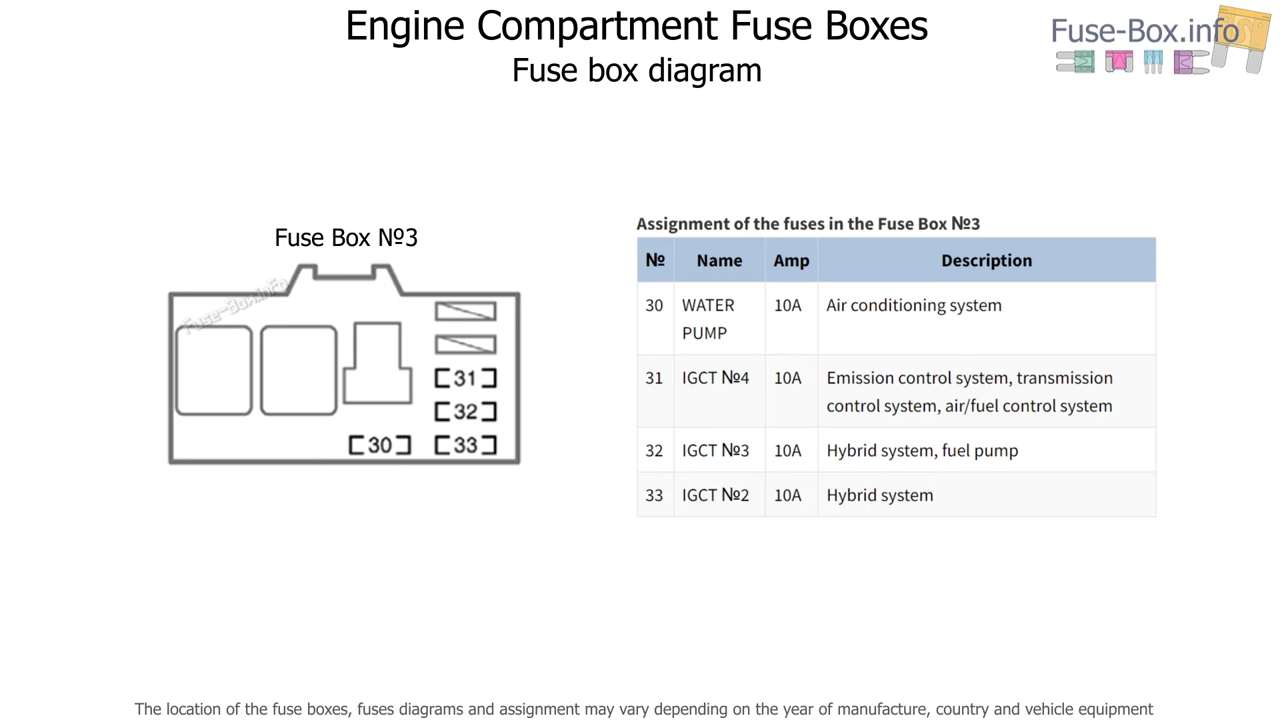 Engine Compartment Fuse Boxes
Fuse box diagram
Fuse-Box.info
Fuse Box №3
Fuse-Box.info
31
32
30
33
Assignment of the fuses in the Fuse Box №3
№ Name Amp Description
30 WATER PUMP 10A Air conditioning system
31 IGCT №4 10A Emission control system, transmission
control system, air/fuel control system
32 IGCT №3 10A Hybrid system, fuel pump
33 IGCT №2 10A Hybrid system
The location of the fuse boxes, fuses diagrams and assignment may vary depending on the year of manufacture, country and vehicle equipment